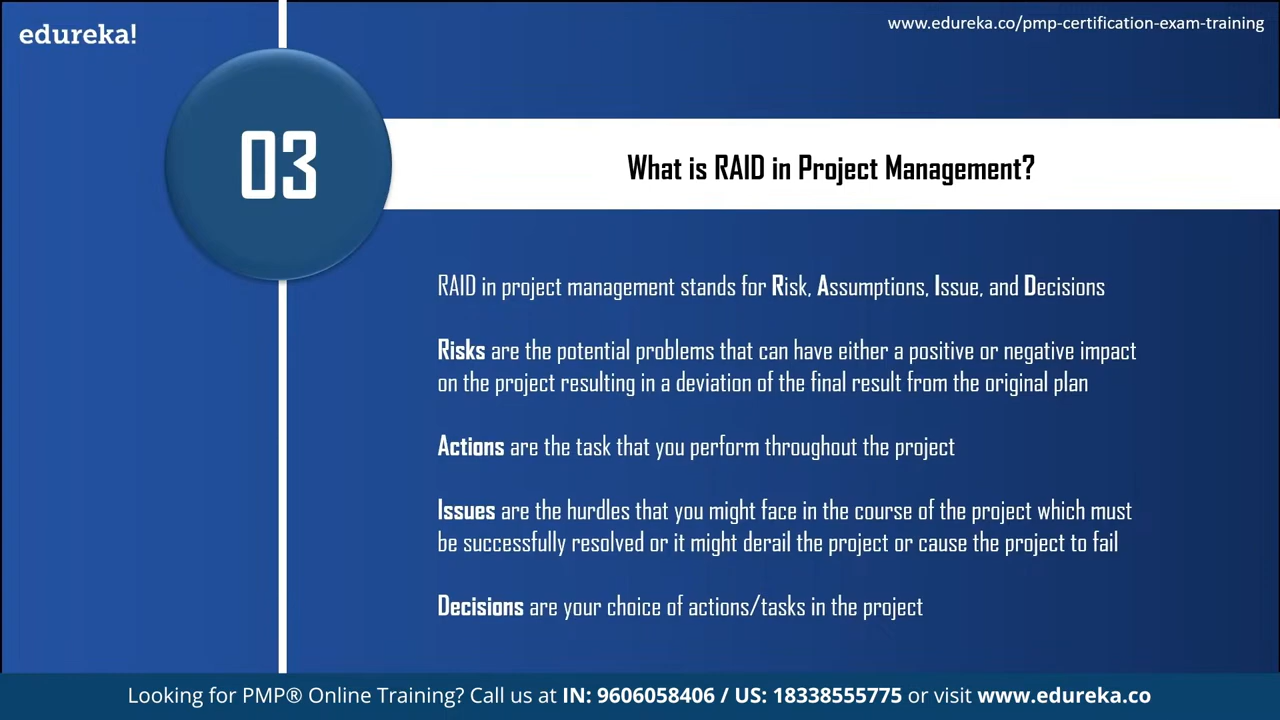 edureka!
www.edureka.co/pmp-certification-exam-training
03
What is RAID in Project Management?
RAID in project management stands for Risk, Assumptions, Issue, and Decisions
Risks are the potential problems that can have either a positive or negative impact
on the project resulting in a deviation of the final result from the original plan
Actions are the task that you perform throughout the project
Issues are the hurdles that you might face in the course of the project which must
be successfully resolved or it might derail the project or cause the project to fail
Decisions are your choice of actions/tasks in the project
Looking for PMP® Online Training? Call us at IN: 9606058406 / US: 18338555775 or visit www.edureka.co